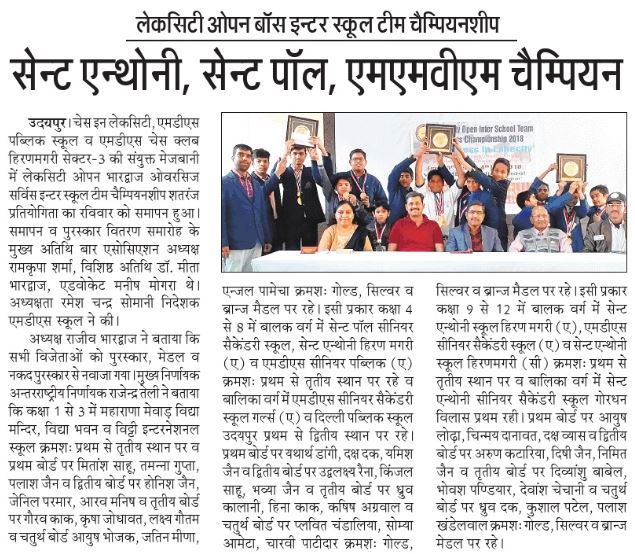 लेकसिटी ओपन बॉस इन्टर स्कूल टीम चैम्पियनशीप
सेन्ट एन्थोनी, सेन्ट पॉल, एमएमवीएम चैम्पियन
उदयपुर। चेस इन लेकसिटी, एमडीएस
पब्लिक स्कूल व एमडीएस चेस क्लब
हिरणमगरी सेक्टर-3 की संयुक्त मेजबानी
में लेकसिटी ओपन भारद्वाज ओवरसिज
सर्विस इन्टर स्कूल टीम चैम्पियनशीप शतरंज
प्रतियोगिता का रविवार को समापन हुआ।
समापन व पुरस्कार वितरण समारोह के
मुख्य अतिथि बार एसोसिएशन अध्यक्ष
रामकृपा शर्मा, विशिष्ठ अतिथि डॉ. मीता
भारद्वाज, एडवोकेट मनीष मोगरा थे।
अध्यक्षता रमेश चन्द्र सोमानी निदेशक
एमडीएस स्कूल ने की।
अध्यक्ष राजीव भारद्वाज ने बताया कि
सभी विजेताओं को पुरस्कार, मेडल व
नकद पुरस्कार से नवाजा गया। मुख्य निर्णायक
अन्तरराष्ट्रीय निर्णायक राजेन्द्र तेली ने बताया
कि कक्षा 1 से 3 में महाराणा मेवाड़ विद्या
मन्दिर, विद्या भवन व विट्टी इन्टरनेशनल
स्कूल क्रमशः प्रथम से तृतीय स्थान पर व
प्रथम बोर्ड पर मितांश साहू, तमन्ना गुप्ता,
पलाश जैन व द्वितीय बोर्ड पर होनिश जैन,
जेनिल परमार, आरव मनिष व तृतीय बोर्ड
पर गौरव काक, कृषा जोधावत, लक्ष्य गौतम
व चतुर्थ बोर्ड आयुष भोजक, जतिन मीणा,
Open Inter School Team
Championship 2018
एन्जल पामेचा क्रमशः गोल्ड, सिल्वर व
ब्रान्ज मैडल पर रहे। इसी प्रकार कक्षा 4
से 8 में बालक वर्ग में सेन्ट पॉल सीनियर
सैकेंडरी स्कूल, सेन्ट एन्थोनी हिरण मगरी
(ए) व एमडीएस सीनियर पब्लिक (ए)
क्रमशः प्रथम से तृतीय स्थान पर रहे व
बालिका वर्ग में एमडीएस सीनियर सैकेंडरी
स्कूल गर्ल्स (ए) व दिल्ली पब्लिक स्कूल
उदयपुर प्रथम से द्वितीय स्थान पर रहे।
प्रथम बोर्ड पर यथार्थ डांगी, दक्ष दक, यमिश
जैन व द्वितीय बोर्ड पर उद्दलक्ष्य रैना, किंजल
साहू, भव्या जैन व तृतीय बोर्ड पर ध्रुव
कालानी, हिना काक, कषिष अग्रवाल व
चतुर्थ बोर्ड पर प्लवित चंडालिया, सोम्या
आमेटा, चारवी पाटीदार क्रमशः गोल्ड,
सिल्वर व ब्रान्ज मैडल पर रहे। इसी प्रकार
कक्षा 9 से 12 में बालक वर्ग में सेन्ट
एन्थोनी स्कूल हिरण मगरी (ए), एमडीएस
सीनियर सैकेंडरी स्कूल (ए) व सेन्ट एन्थोनी
स्कूल हिरणमगरी (सी) क्रमशः प्रथम से
तृतीय स्थान पर व बालिका वर्ग में सेन्ट
एन्थोनी सीनियर सैकेंडरी स्कूल गोरधन
विलास प्रथम रही। प्रथम बोर्ड पर आयुष
लोढ़ा, चिन्मय दानावत, दक्ष व्यास व द्वितीय
बोर्ड पर अरुण कटारिया, दिषी जैन, निमित
जैन व तृतीय बोर्ड पर दिव्यांशु बाबेल,
भोवश पण्डियार, देवांश चेचानी व चतुर्थ
बोर्ड पर ध्रुव दक, कुशाल पटेल, पलाश
खंडेलवाल क्रमशः गोल्ड, सिल्वर व ब्रान्ज
मेडल पर रहे।